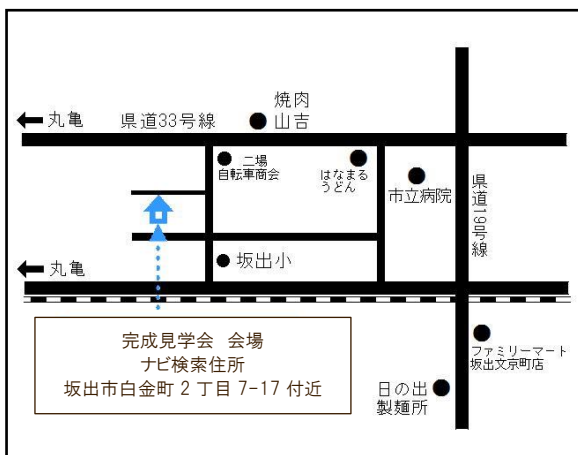 焼肉
山吉
丸亀
県道33号線
二場
自転車商会
はなまる
うどん
市立病院
県道19号線
坂出小
丸亀
完成見学会 会場
ナビ検索住所
坂出市白金町2丁目7-17付近
ファミリーマート
坂出文京町店
日の出
製麺所